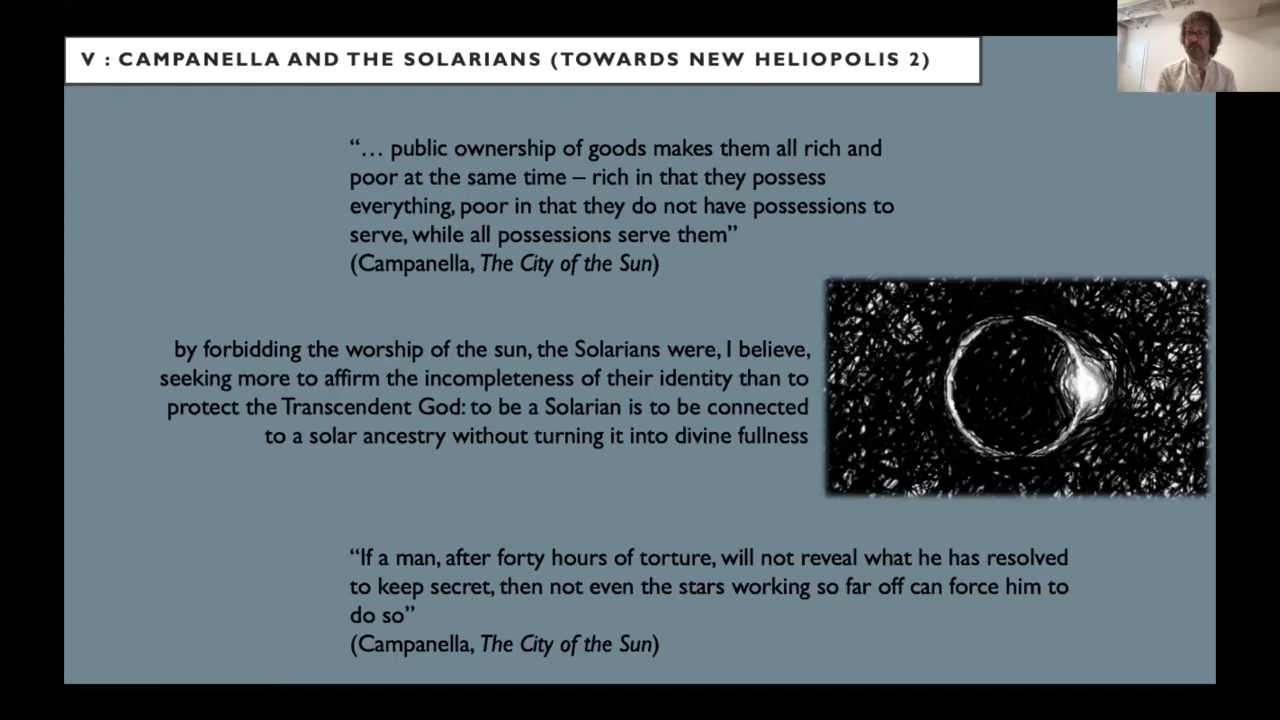 V : CAMPANELLA AND THE SOLARIANS (TOWARDS NEW HELIOPOLIS 2)
“… public ownership of goods makes them all rich and
poor at the same time – rich in that they possess
everything, poor in that they do not have possessions to
serve, while all possessions serve them”
(Campanella, The City of the Sun)
by forbidding the worship of the sun, the Solarians were, I believe,
seeking more to affirm the incompleteness of their identity than to
protect the Transcendent God: to be a Solarian is to be connected
to a solar ancestry without turning it into divine fullness
“If a man, after forty hours of torture, will not reveal what he has resolved
to keep secret, then not even the stars working so far off can force him to
do so”
(Campanella, The City of the Sun)